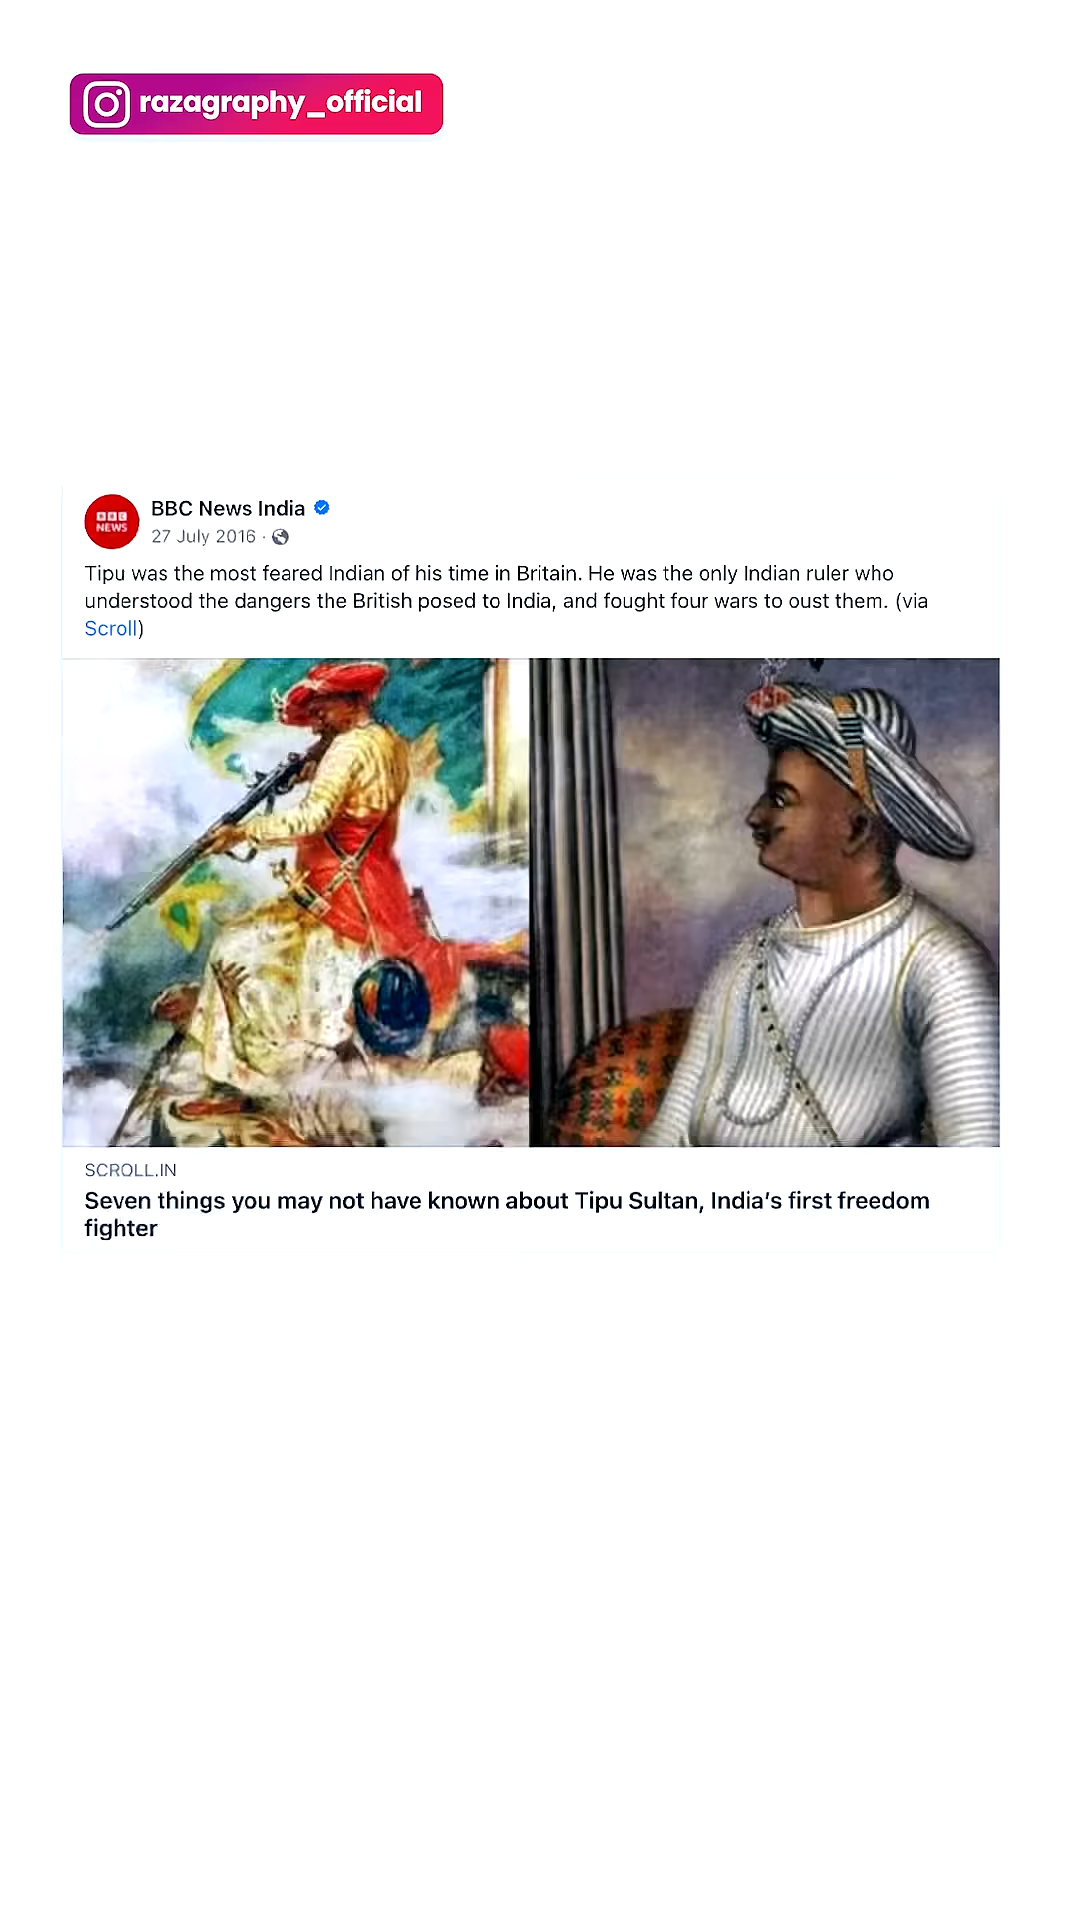 razagraphy_official
BBC News India
BBC
NEWS
27 July 2016 ·
Tipu was the most feared Indian of his time in Britain. He was the only Indian ruler who
understood the dangers the British posed to India, and fought four wars to oust them. (via
Scroll)
SCROLL.IN
Seven things you may not have known about Tipu Sultan, India's first freedom
fighter